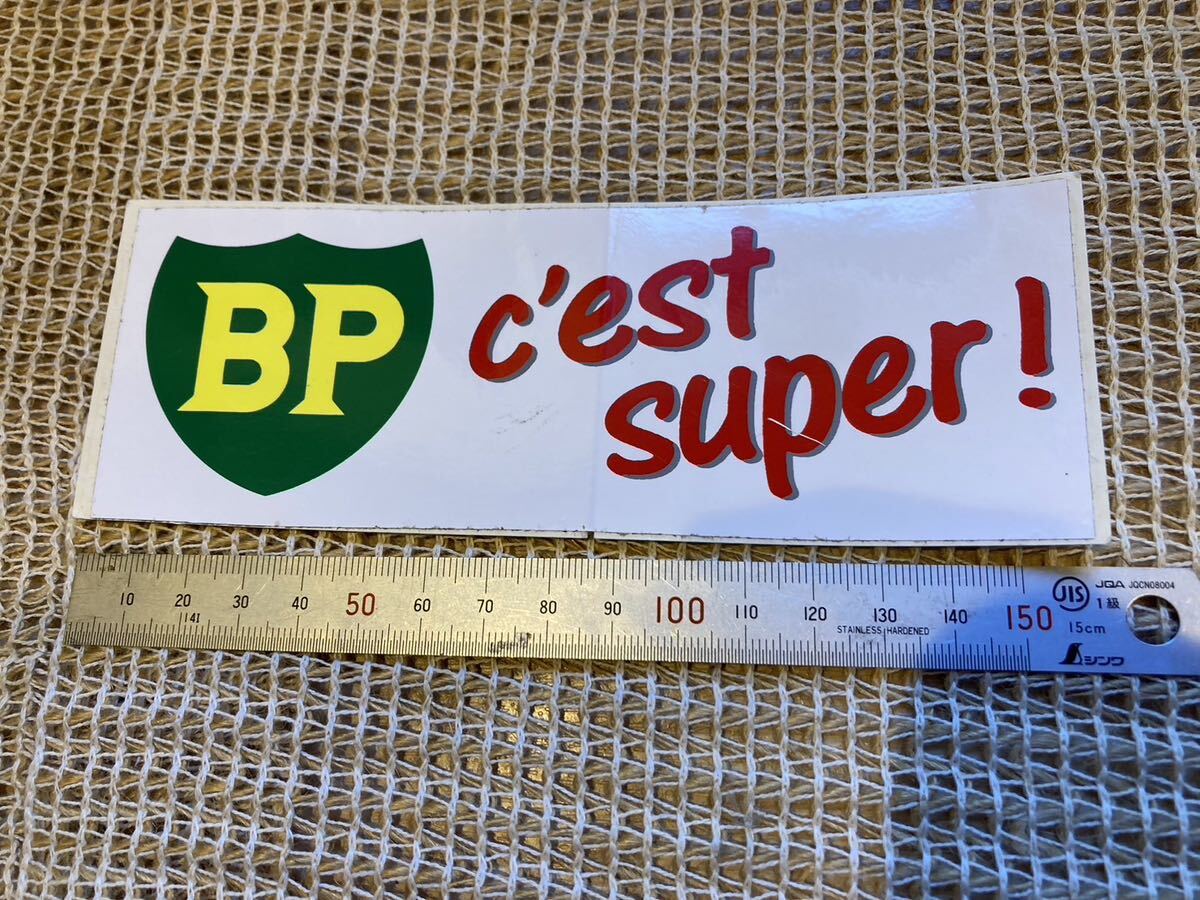 BP
c'est
super!
10 20 30 40 50 60 70 80 90 100 110 120 130 140 150
141
STAINLESS HARDENED
JIS
JQA JQCN08004
1級
15cm
シンワ